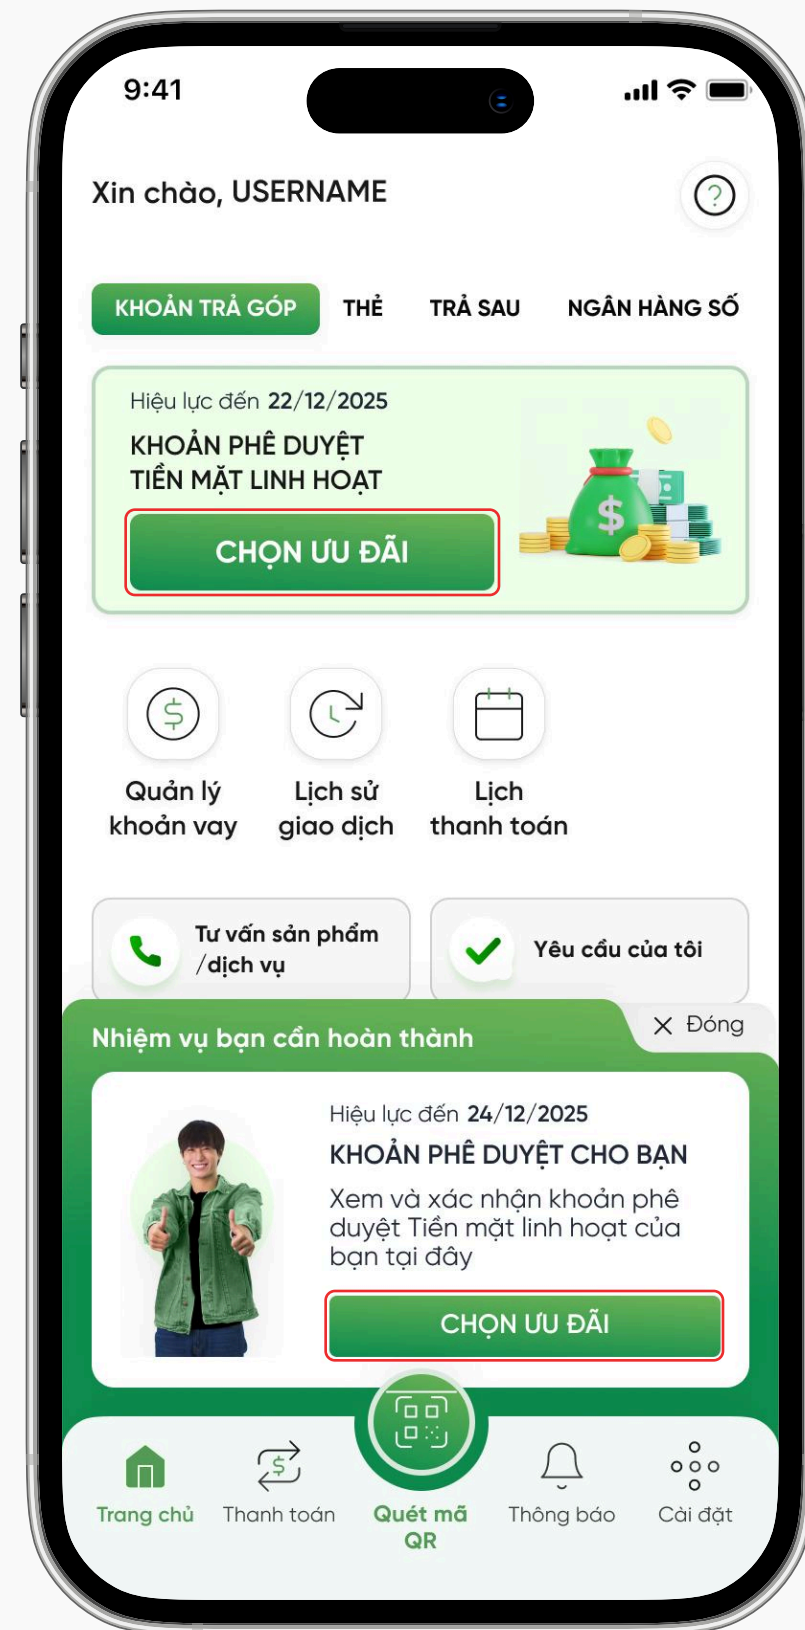 9:41
Xin chào, USERNAME
KHOẢN TRẢ GÓP THẺ TRẢ SAU NGÂN HÀNG SỐ
Hiệu lực đến 22/12/2025
KHOẢN PHÊ DUYỆT
TIỀN MẶT LINH HOẠT
CHỌN ƯU ĐÃI
Quản lý
khoản vay
Lịch sử
giao dịch
Lịch
thanh toán
Tư vấn sản phẩm
/dịch vụ
Yêu cầu của tôi
Nhiệm vụ bạn cần hoàn thành
Đóng
Hiệu lực đến 24/12/2025
KHOẢN PHÊ DUYỆT CHO BẠN
Xem và xác nhận khoản phê
duyệt Tiền mặt linh hoạt của
bạn tại đây
CHỌN ƯU ĐÃI
Trang chủ
Thanh toán
Quét mã
QR
Thông báo
Cài đặt